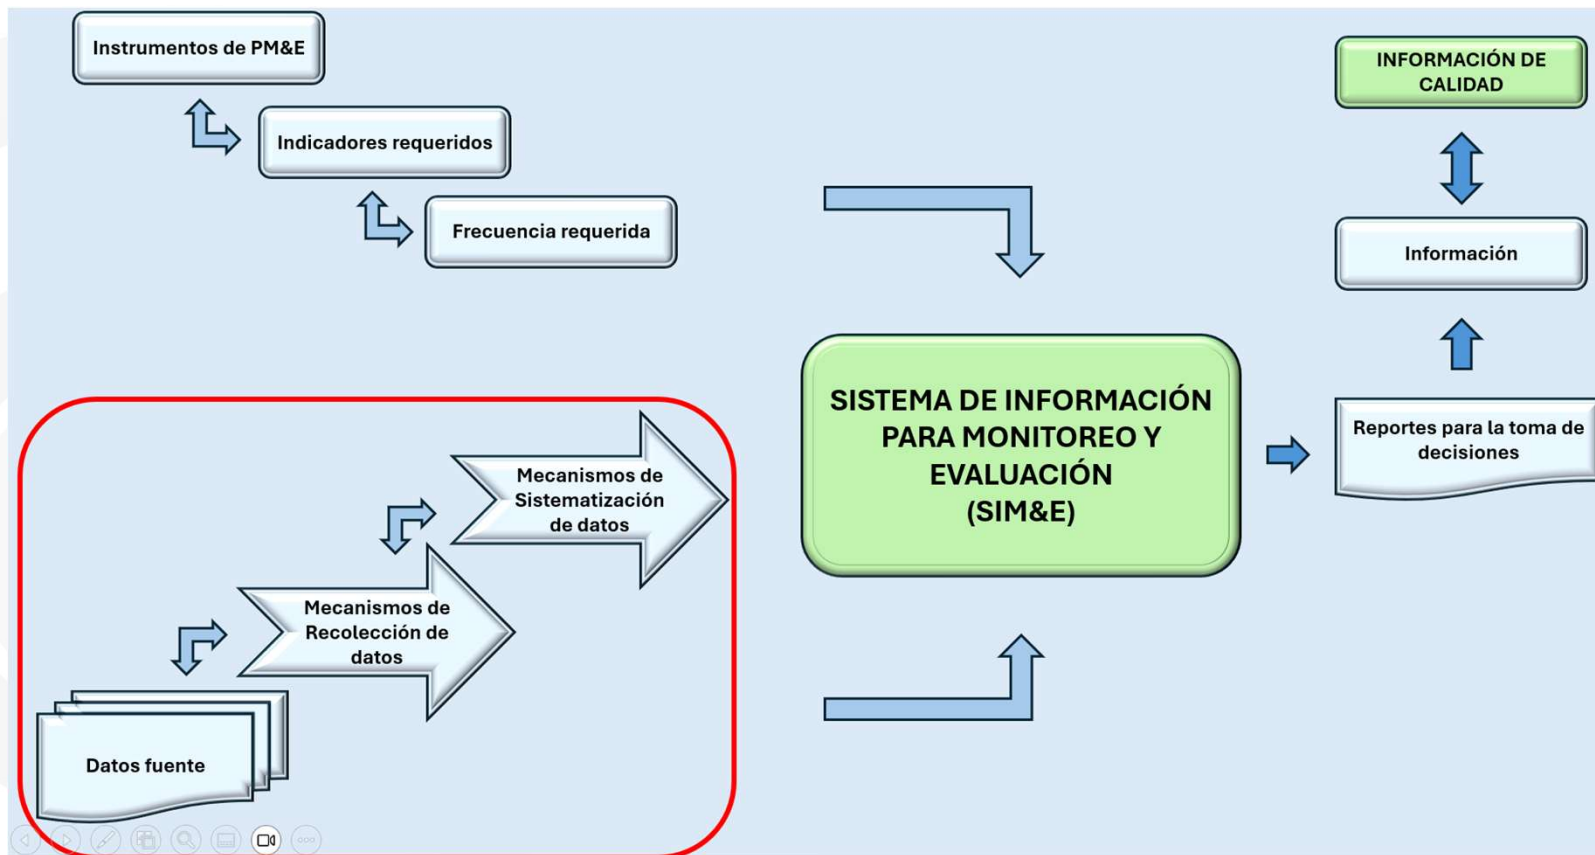 Instrumentos de PM&E
Indicadores requeridos
Frecuencia requerida
Mecanismos de
Sistematización
de datos
Mecanismos de
Recolección de
datos
Datos fuente
SISTEMA DE INFORMACIÓN
PARA MONITOREO Y
EVALUACIÓN
(SIM&E)
INFORMACIÓN DE
CALIDAD
Información
Reportes para la toma de
decisiones